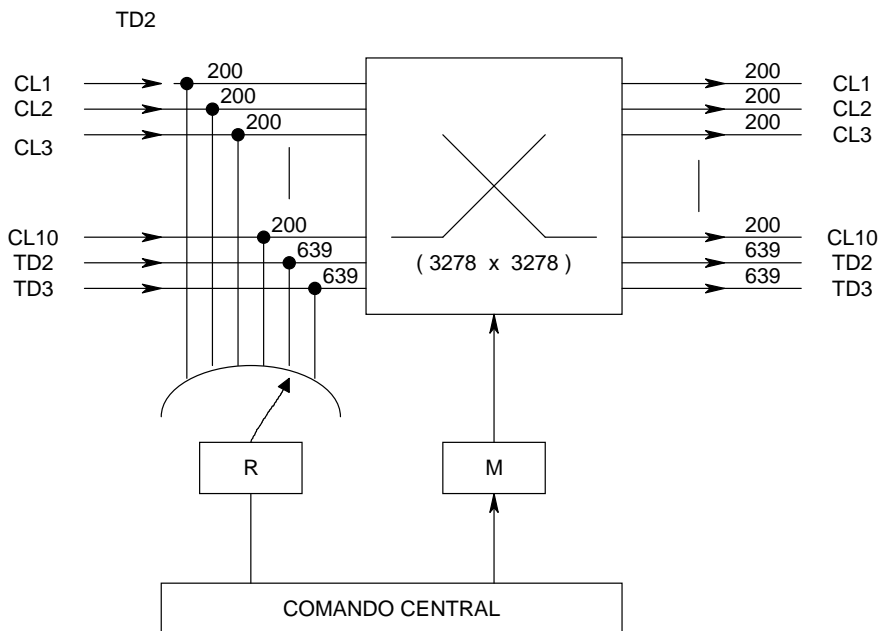 TD2
CL1 200 200 CL1
CL2 200 200 CL2
CL3 200 200 CL3
CL10 200 200 CL10
TD2 639 639 TD2
TD3 639 639 TD3
( 3278 x 3278 )
R M
COMANDO CENTRAL